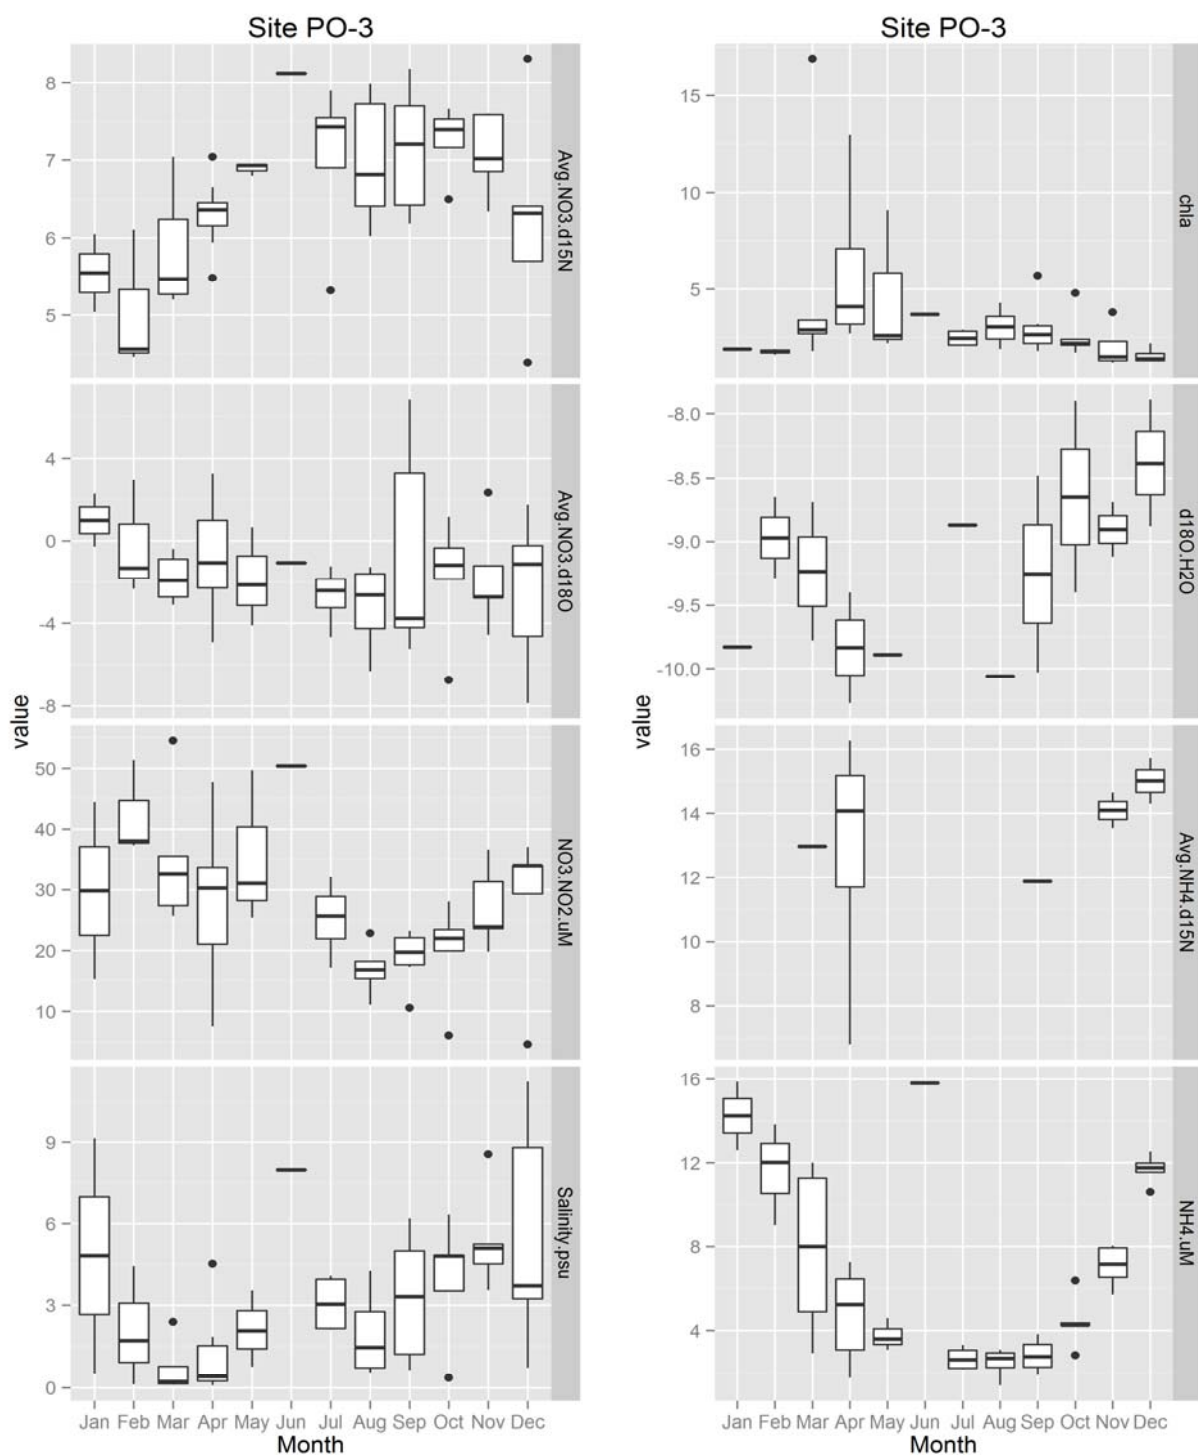 Site PO-3
8
7
6
5
Avg.NO3.d15N
4
0
-4
-8
Avg.NO3.d18O
50
40
30
20
10
NO3.NO2.uM
9
6
3
0
Salinity.psu
value
Jan Feb Mar Apr May Jun Jul Aug Sep Oct Nov Dec
Month
Site PO-3
15
10
5
chla
-8.0
-8.5
-9.0
-9.5
-10.0
d18O.H2O
16
14
12
10
8
Avg.NH4.d15N
16
12
8
4
NH4.uM
value
Jan Feb Mar Apr May Jun Jul Aug Sep Oct Nov Dec
Month